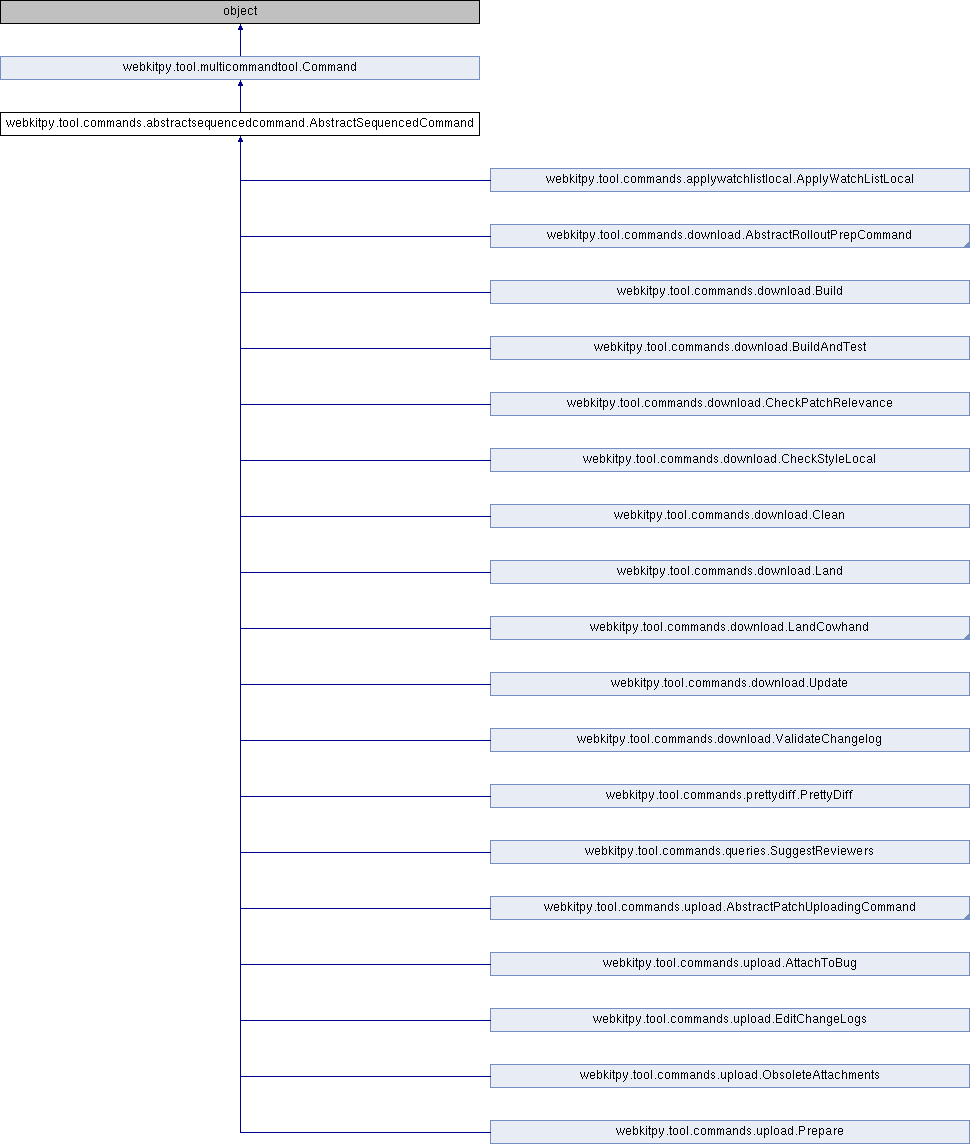 object
webkitpy.tool.multicommandtool.Command
webkitpy.tool.commands.abstractsequencedcommand.AbstractSequencedCommand
webkitpy.tool.commands.applywatchlistlocal.ApplyWatchListLocal
webkitpy.tool.commands.download.AbstractRolloutPrepCommand
webkitpy.tool.commands.download.Build
webkitpy.tool.commands.download.BuildAndTest
webkitpy.tool.commands.download.CheckPatchRelevance
webkitpy.tool.commands.download.CheckStyleLocal
webkitpy.tool.commands.download.Clean
webkitpy.tool.commands.download.Land
webkitpy.tool.commands.download.LandCowhand
webkitpy.tool.commands.download.Update
webkitpy.tool.commands.download.ValidateChangelog
webkitpy.tool.commands.prettydiff.PrettyDiff
webkitpy.tool.commands.queries.SuggestReviewers
webkitpy.tool.commands.upload.AbstractPatchUploadingCommand
webkitpy.tool.commands.upload.AttachToBug
webkitpy.tool.commands.upload.EditChangeLogs
webkitpy.tool.commands.upload.ObsoleteAttachments
webkitpy.tool.commands.upload.Prepare